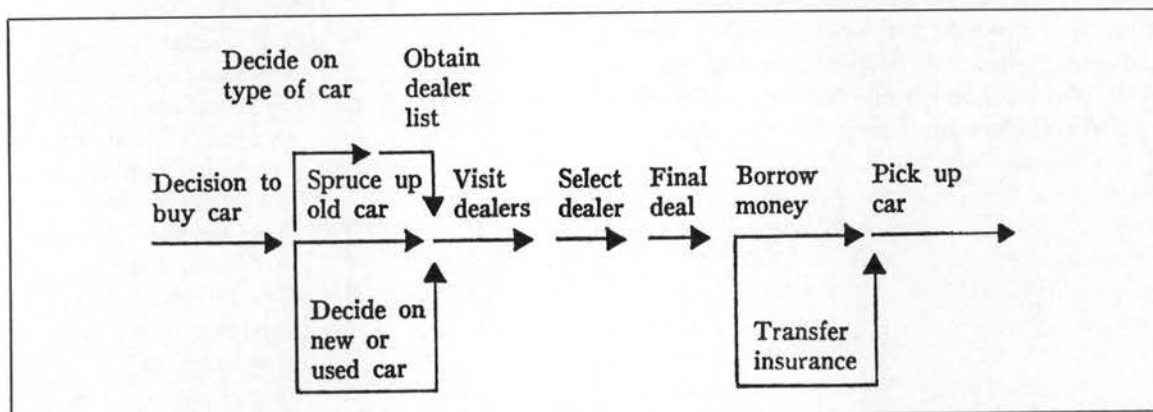 Decide on
type of car
Obtain
dealer
list
Decision to
buy car
Spruce up
old car
Visit
dealers
Select
dealer
Final
deal
Borrow
money
Pick up
car
Decide on
new or
used car
Transfer
insurance